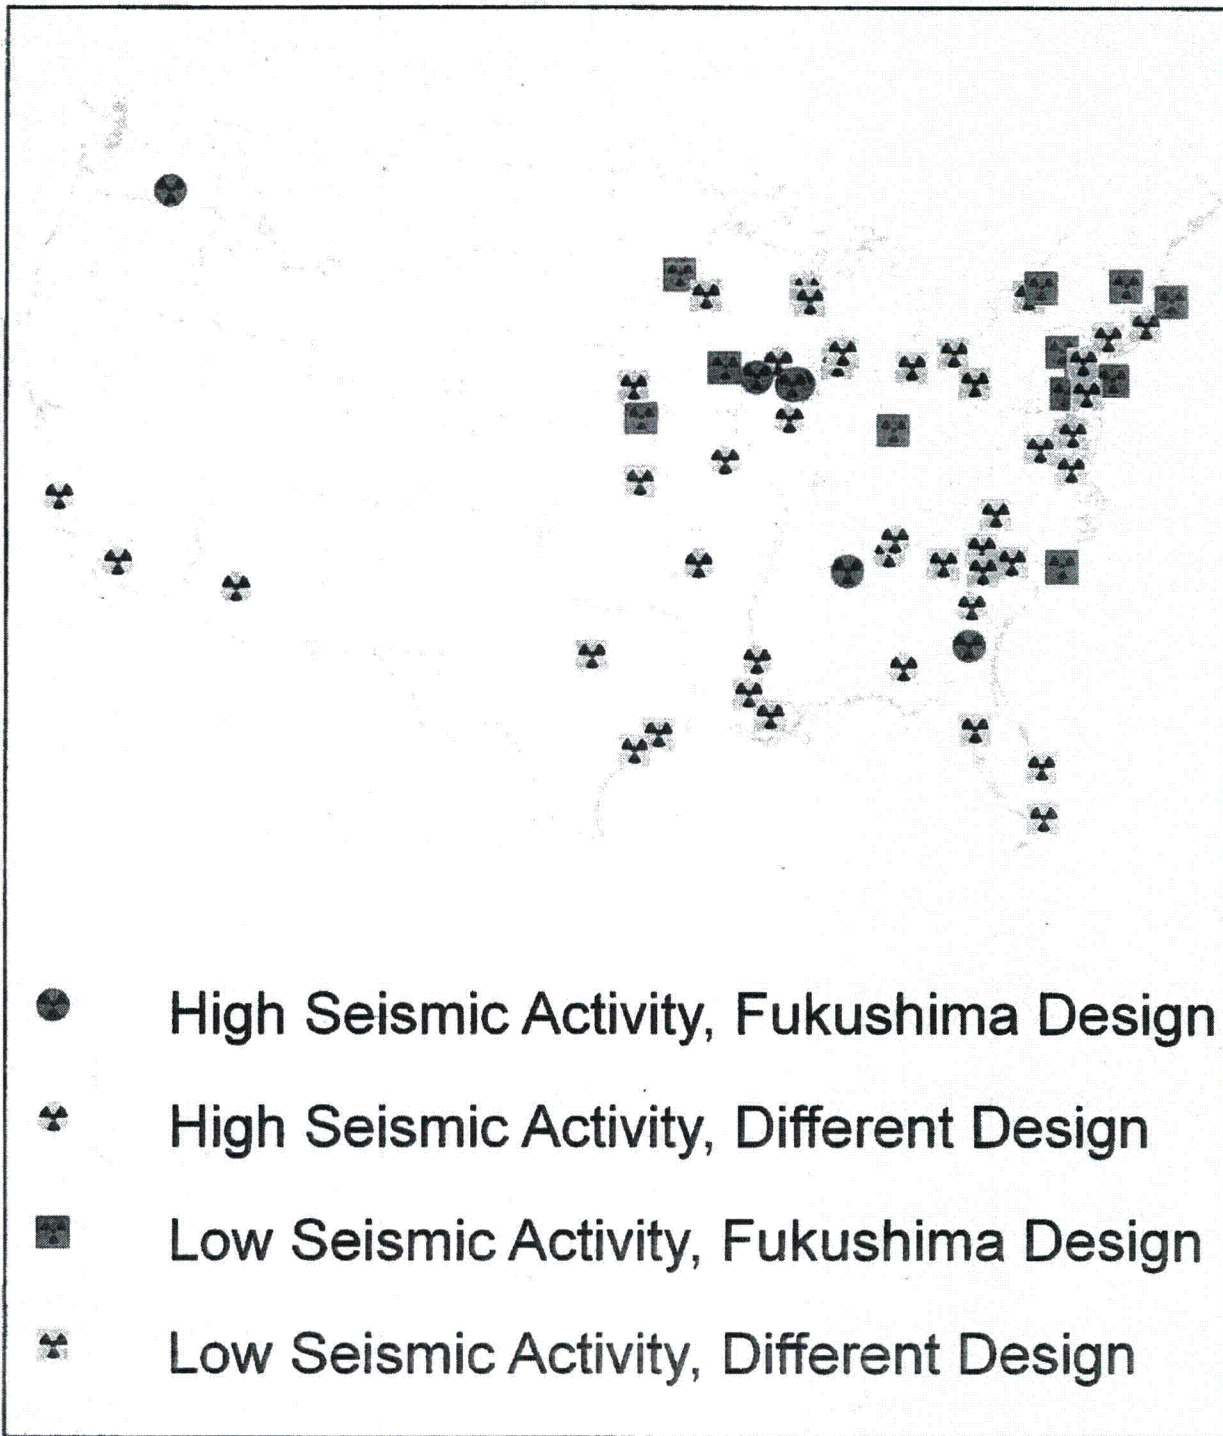 High Seismic Activity, Fukushima Design
High Seismic Activity, Different Design
Low Seismic Activity, Fukushima Design
Low Seismic Activity, Different Design